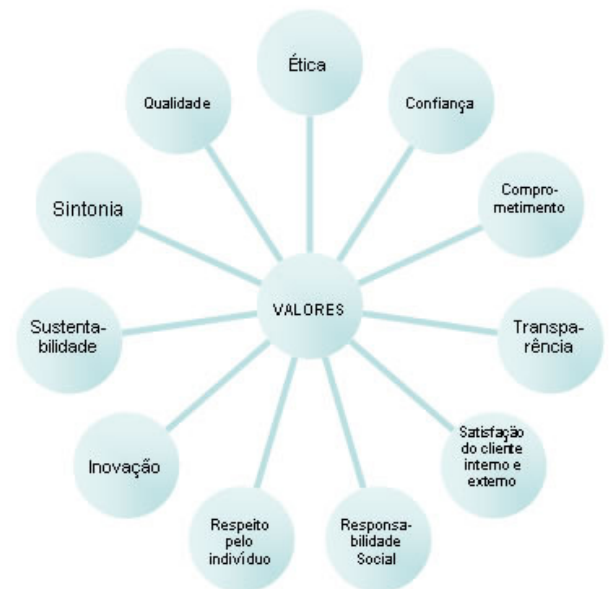 Ética
Confiança
Compro-
metimento
Transpa-
rência
Satisfação
do cliente
interno e
externo
Responsa-
bilidade
Social
Respeito
pelo
indivíduo
Inovação
Sustenta-
bilidade
Sintonia
Qualidade
VALORES